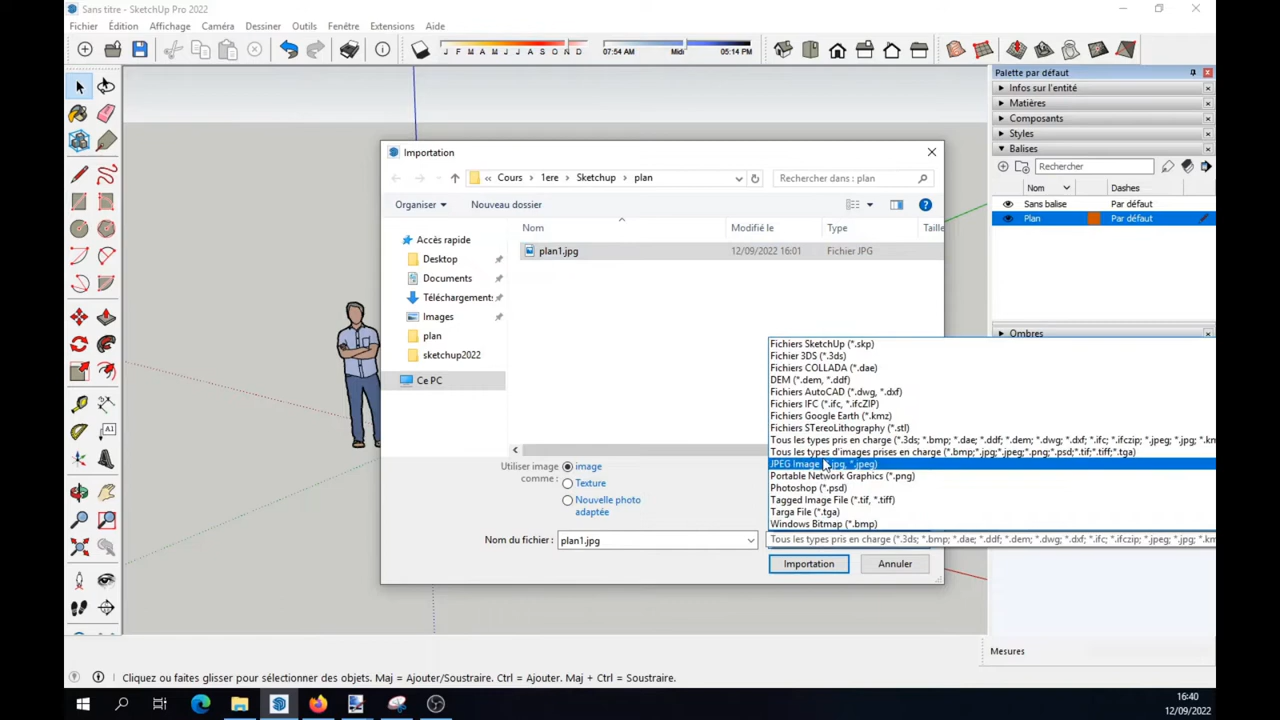 Sans titre - SketchUp Pro 2022
Fichier Édition Affichage Caméra Dessiner Outils Fenêtre Extensions Aide
J F M A M J J A S O N D
07:54 AM Midi 05:14 PM
Palette par défaut
Infos sur l'entité
Matières
Composants
Styles
Balises
Rechercher
Nom Dashes
Sans balise Par défaut
Plan Par défaut
Ombres
Importation
Cours 1ere Sketchup plan
Rechercher dans : plan
Organiser Nouveau dossier
Nom Modifié le Type Taille
Accès rapide
Desktop
Documents
Téléchargements
Images
plan
sketchup2022
Ce PC
plan1.jpg 12/09/2022 16:01 Fichier JPG
Fichiers SketchUp (*.skp)
Fichier 3DS (*.3ds)
Fichiers COLLADA (*.dae)
DEM (*.dem, *.ddf)
Fichiers AutoCAD (*.dwg, *.dxf)
Fichiers IFC (*.ifc, *.ifcZIP)
Fichiers Google Earth (*.kmz)
Fichiers STereoLithography (*.stl)
Tous les types pris en charge (*.3ds; *.bmp; *.dae; *.ddf; *.dem; *.dwg; *.dxf; *.ifc; *.ifczip; *.jpeg; *.jpg; *.km
Tous les types d'images prises en charge (*.bmp;*.jpg;*.jpeg;*.png;*.psd;*.tif;*.tiff;*.tga)
JPEG Image *.jpg, *.jpeg)
Portable Network Graphics (*.png)
Photoshop (*.psd)
Tagged Image File (*.tif, *.tiff)
Targa File (*.tga)
Windows Bitmap (*.bmp)
Tous les types pris en charge (*.3ds; *.bmp; *.dae; *.ddf; *.dem; *.dwg; *.dxf; *.ifc; *.ifczip; *.jpeg; *.jpg; *.km
Utiliser image
comme :
image
Texture
Nouvelle photo
adaptée
Nom du fichier : plan1.jpg
Importation Annuler
A1
Mesures
Cliquez ou faites glisser pour sélectionner des objets. Maj = Ajouter/Soustraire. Ctrl = Ajouter. Maj + Ctrl = Soustraire.
16:40
12/09/2022